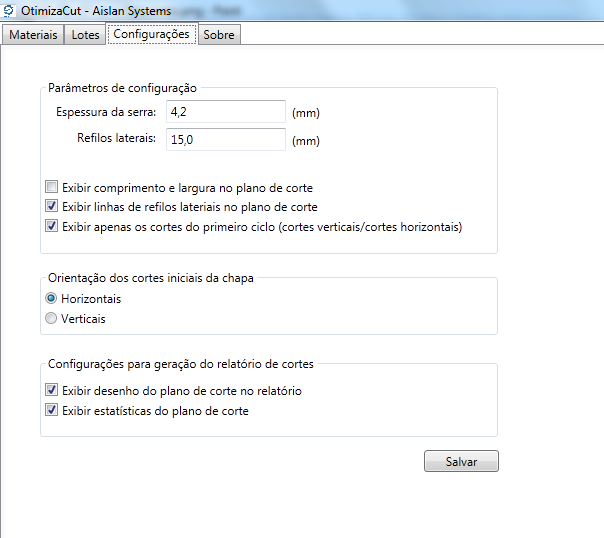 OtimizaCut - Aislan Systems
Materiais Lotes Configurações Sobre
Parâmetros de configuração
Espessura da serra: 4,2 (mm)
Refilos laterais: 15,0 (mm)
Exibir comprimento e largura no plano de corte
Exibir linhas de refilos lateriais no plano de corte
Exibir apenas os cortes do primeiro ciclo (cortes verticais/cortes horizontais)
Orientação dos cortes iniciais da chapa
Horizontais
Verticais
Configurações para geração do relatório de cortes
Exibir desenho do plano de corte no relatório
Exibir estatísticas do plano de corte
Salvar